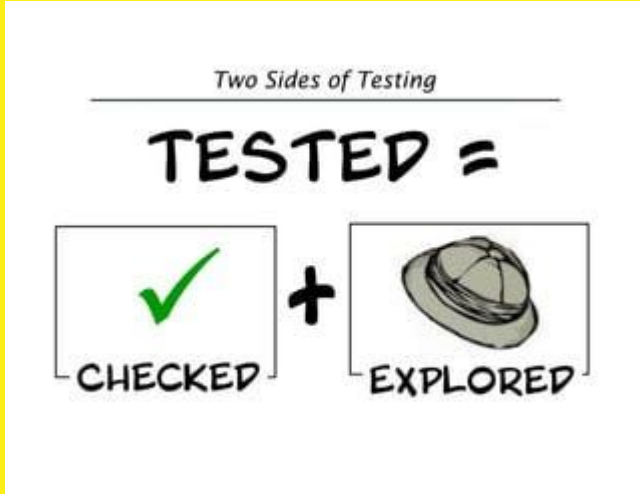 Two Sides of Testing
TESTED =
+
CHECKED
EXPLORED